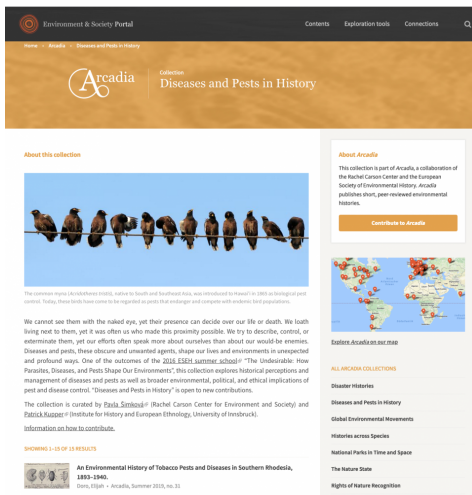 Environment & Society Portal
Contents
Exploration tools
Connections
Home
Arcadia
Diseases and Pests in History
Arcadia
Collection
Diseases and Pests in History
About this collection
The common myna (Acridotheres tristis), native to South and Southeast Asia, was introduced to Hawai'i in 1865 as biological pest
control. Today, these birds have come to be regarded as pests that endanger and compete with endemic bird populations.
We cannot see them with the naked eye, yet their presence can decide over our life or death. We loath
living next to them, yet it was often us who made this proximity possible. We try to describe, control, or
exterminate them, yet our efforts often speak more about ourselves than about our would-be enemies.
Diseases and pests, these obscure and unwanted agents, shape our lives and environments in unexpected
and profound ways. One of the outcomes of the 2016 ESEH summer school "The Undesirable: How
Parasites, Diseases, and Pests Shape Our Environments", this collection explores historical perceptions and
management of diseases and pests as well as broader environmental, political, and ethical implications of
pest and disease control. "Diseases and Pests in History" is open to new contributions.
The collection is curated by Pavla Šimková (Rachel Carson Center for Environment and Society) and
Patrick Kupper (Institute for History and European Ethnology, University of Innsbruck).
Information on how to contribute.
SHOWING 1–15 OF 15 RESULTS
An Environmental History of Tobacco Pests and Diseases in Southern Rhodesia,
1893–1940.
Doro, Elijah • Arcadia, Summer 2019, no. 31
About Arcadia
This collection is part of Arcadia, a collaboration of
the Rachel Carson Center and the European
Society of Environmental History. Arcadia
publishes short, peer-reviewed environmental
histories.
Contribute to Arcadia
Explore Arcadia on our map
ALL ARCADIA COLLECTIONS
Disaster Histories
Diseases and Pests in History
Global Environmental Movements
Histories across Species
National Parks in Time and Space
The Nature State
Rights of Nature Recognition